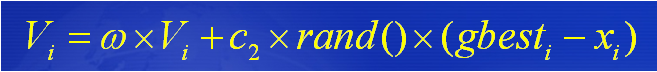 V_i = ω × V_i + c_2 × rand() × (gbest_i − x_i)